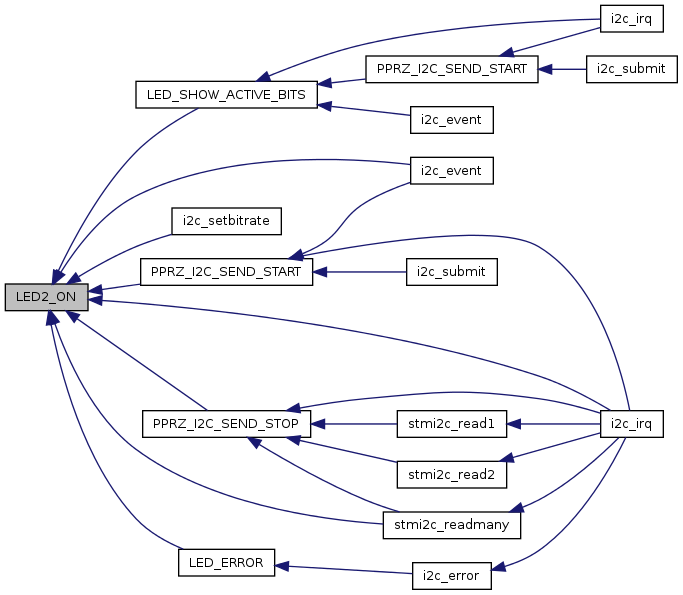 i2c_irq
PPRZ_I2C_SEND_START
i2c_submit
LED_SHOW_ACTIVE_BITS
i2c_event
i2c_event
i2c_setbitrate
PPRZ_I2C_SEND_START
i2c_submit
LED2_ON
PPRZ_I2C_SEND_STOP
stmi2c_read1
i2c_irq
stmi2c_read2
stmi2c_readmany
LED_ERROR
i2c_error